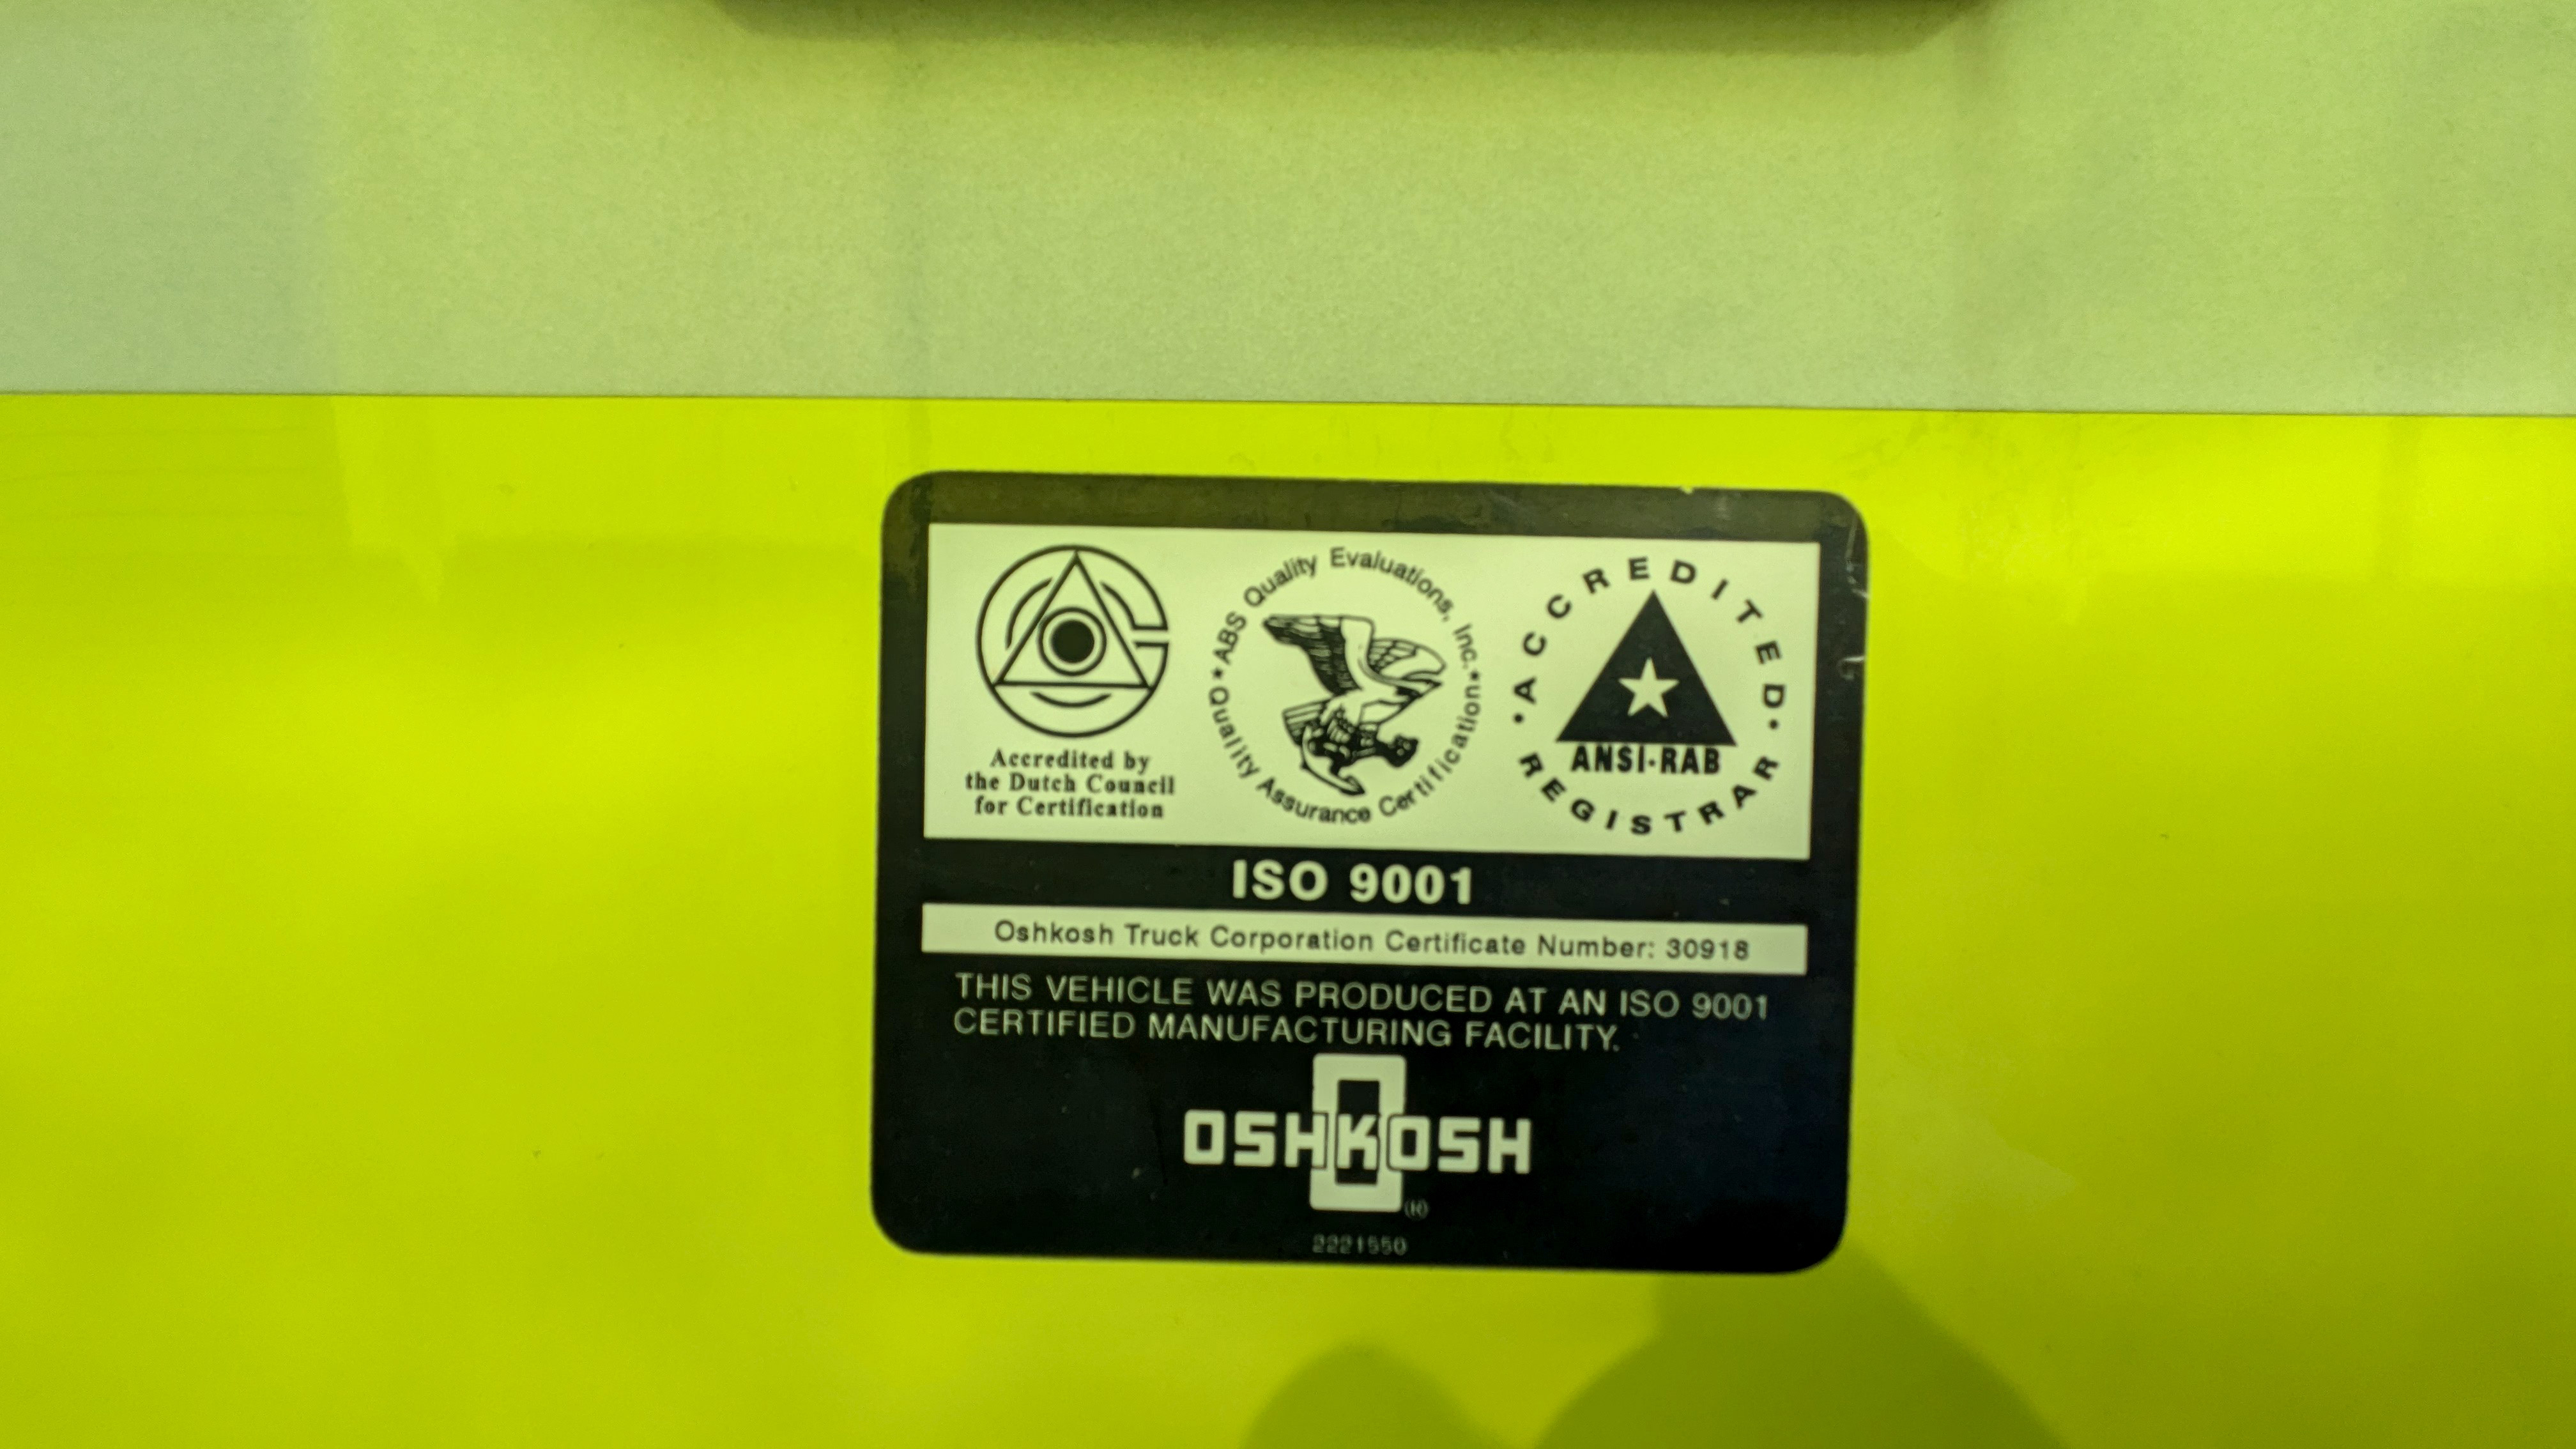 Accredited by
the Dutch Council
for Certification
• ABS Quality Evaluations, Inc. •
Quality Assurance Certification
• ACCREDITED •
REGISTRAR
ANSI-RAB
ISO 9001
Oshkosh Truck Corporation Certificate Number: 30918
THIS VEHICLE WAS PRODUCED AT AN ISO 9001
CERTIFIED MANUFACTURING FACILITY.
OSHKOSH
®
2221550